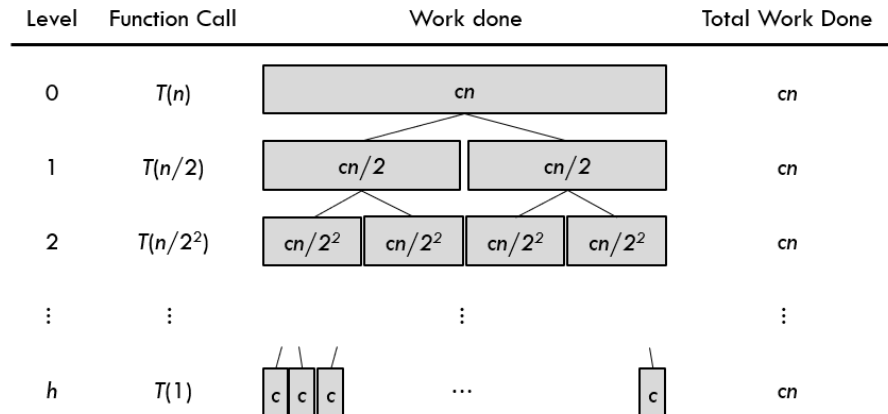 Level Function Call Work done Total Work Done
0 T(n) cn cn
1 T(n/2) cn/2 cn/2 cn
2 T(n/2²) cn/2² cn/2² cn/2² cn/2² cn
⋮ ⋮ ⋮ ⋮
h T(1) c c c ... c cn